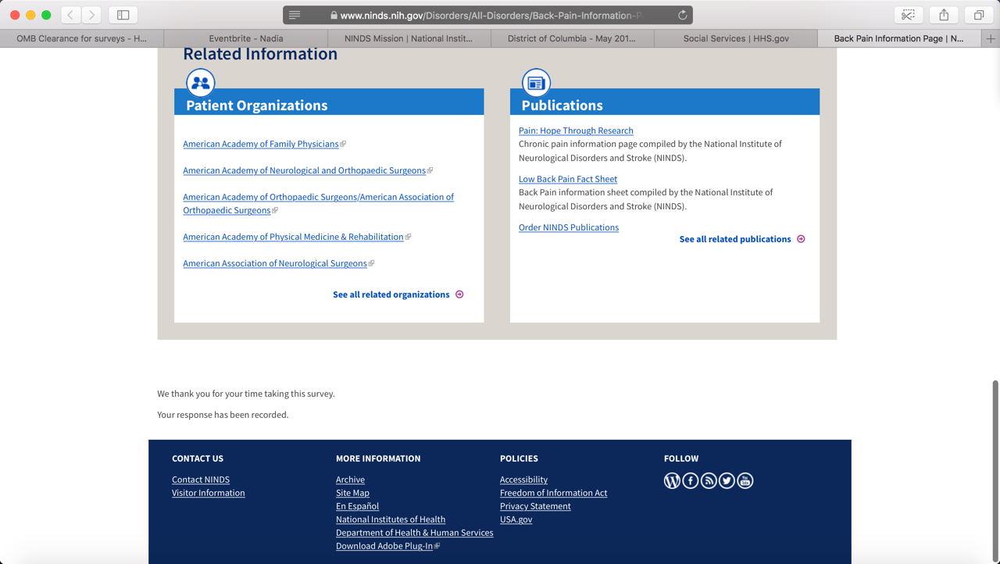 www.ninds.nih.gov/Disorders/All-Disorders/Back-Pain-Information-P
OMB Clearance for surveys - H...
Eventbrite - Nadia
NINDS Mission | National Instit...
District of Columbia - May 201...
Social Services | HHS.gov
Back Pain Information Page | N...
Related Information
Patient Organizations
American Academy of Family Physicians
American Academy of Neurological and Orthopaedic Surgeons
American Academy of Orthopaedic Surgeons/American Association of
Orthopaedic Surgeons
American Academy of Physical Medicine & Rehabilitation
American Association of Neurological Surgeons
See all related organizations
Publications
Pain: Hope Through Research
Chronic pain information page compiled by the National Institute of
Neurological Disorders and Stroke (NINDS).
Low Back Pain Fact Sheet
Back Pain information sheet compiled by the National Institute of
Neurological Disorders and Stroke (NINDS).
Order NINDS Publications
See all related publications
We thank you for your time taking this survey.
Your response has been recorded.
CONTACT US
Contact NINDS
Visitor Information
MORE INFORMATION
Archive
Site Map
En Español
National Institutes of Health
Department of Health & Human Services
Download Adobe Plug-In
POLICIES
Accessibility
Freedom of Information Act
Privacy Statement
USA.gov
FOLLOW
You
Tube